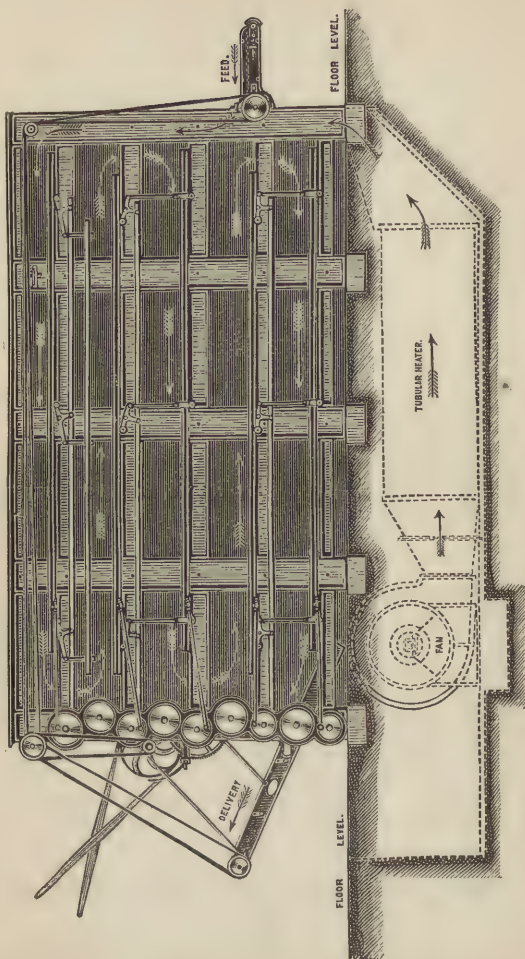 FEED.
FLOOR LEVEL.
DELIVERY
FLOOR LEVEL.
TUBULAR HEATER.
FAN